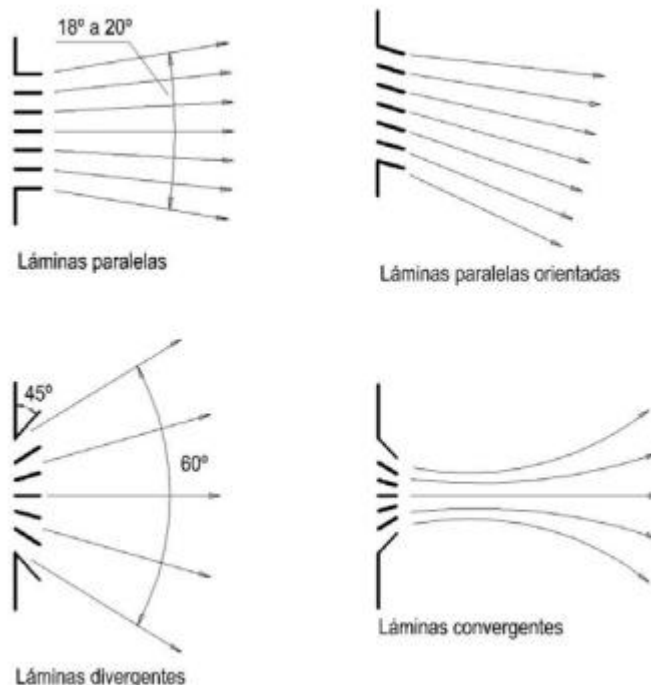 18º a 20º
Láminas paralelas
Láminas paralelas orientadas
45º
60º
Láminas divergentes
Láminas convergentes